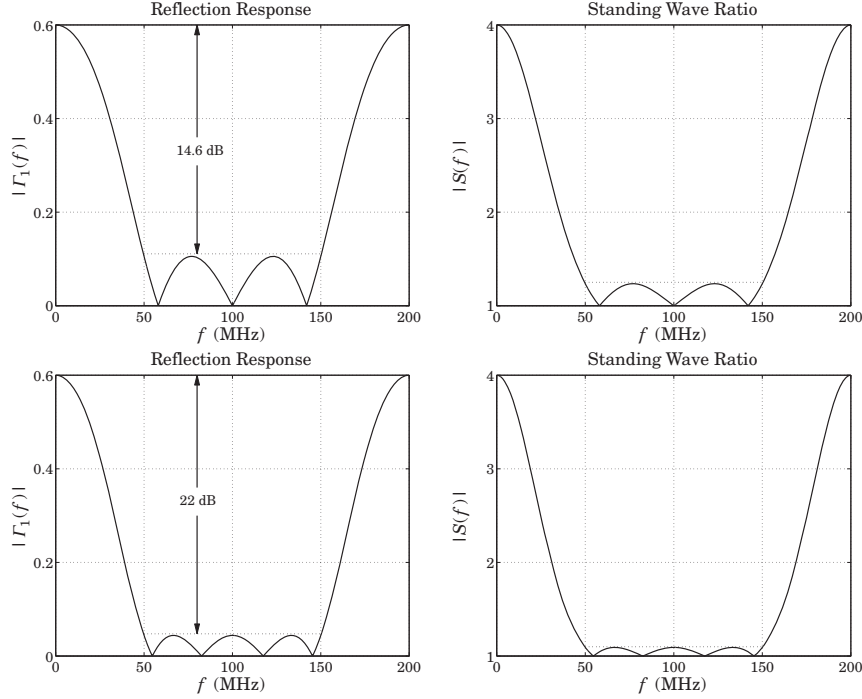 Reflection Response
0.6
0.4
0.2
0
|Γ₁(f)|
14.6 dB
0 50 100 150 200
f (MHz)
Standing Wave Ratio
4
3
2
1
|S(f)|
0 50 100 150 200
f (MHz)
Reflection Response
0.6
0.4
0.2
0
|Γ₁(f)|
22 dB
0 50 100 150 200
f (MHz)
Standing Wave Ratio
4
3
2
1
|S(f)|
0 50 100 150 200
f (MHz)